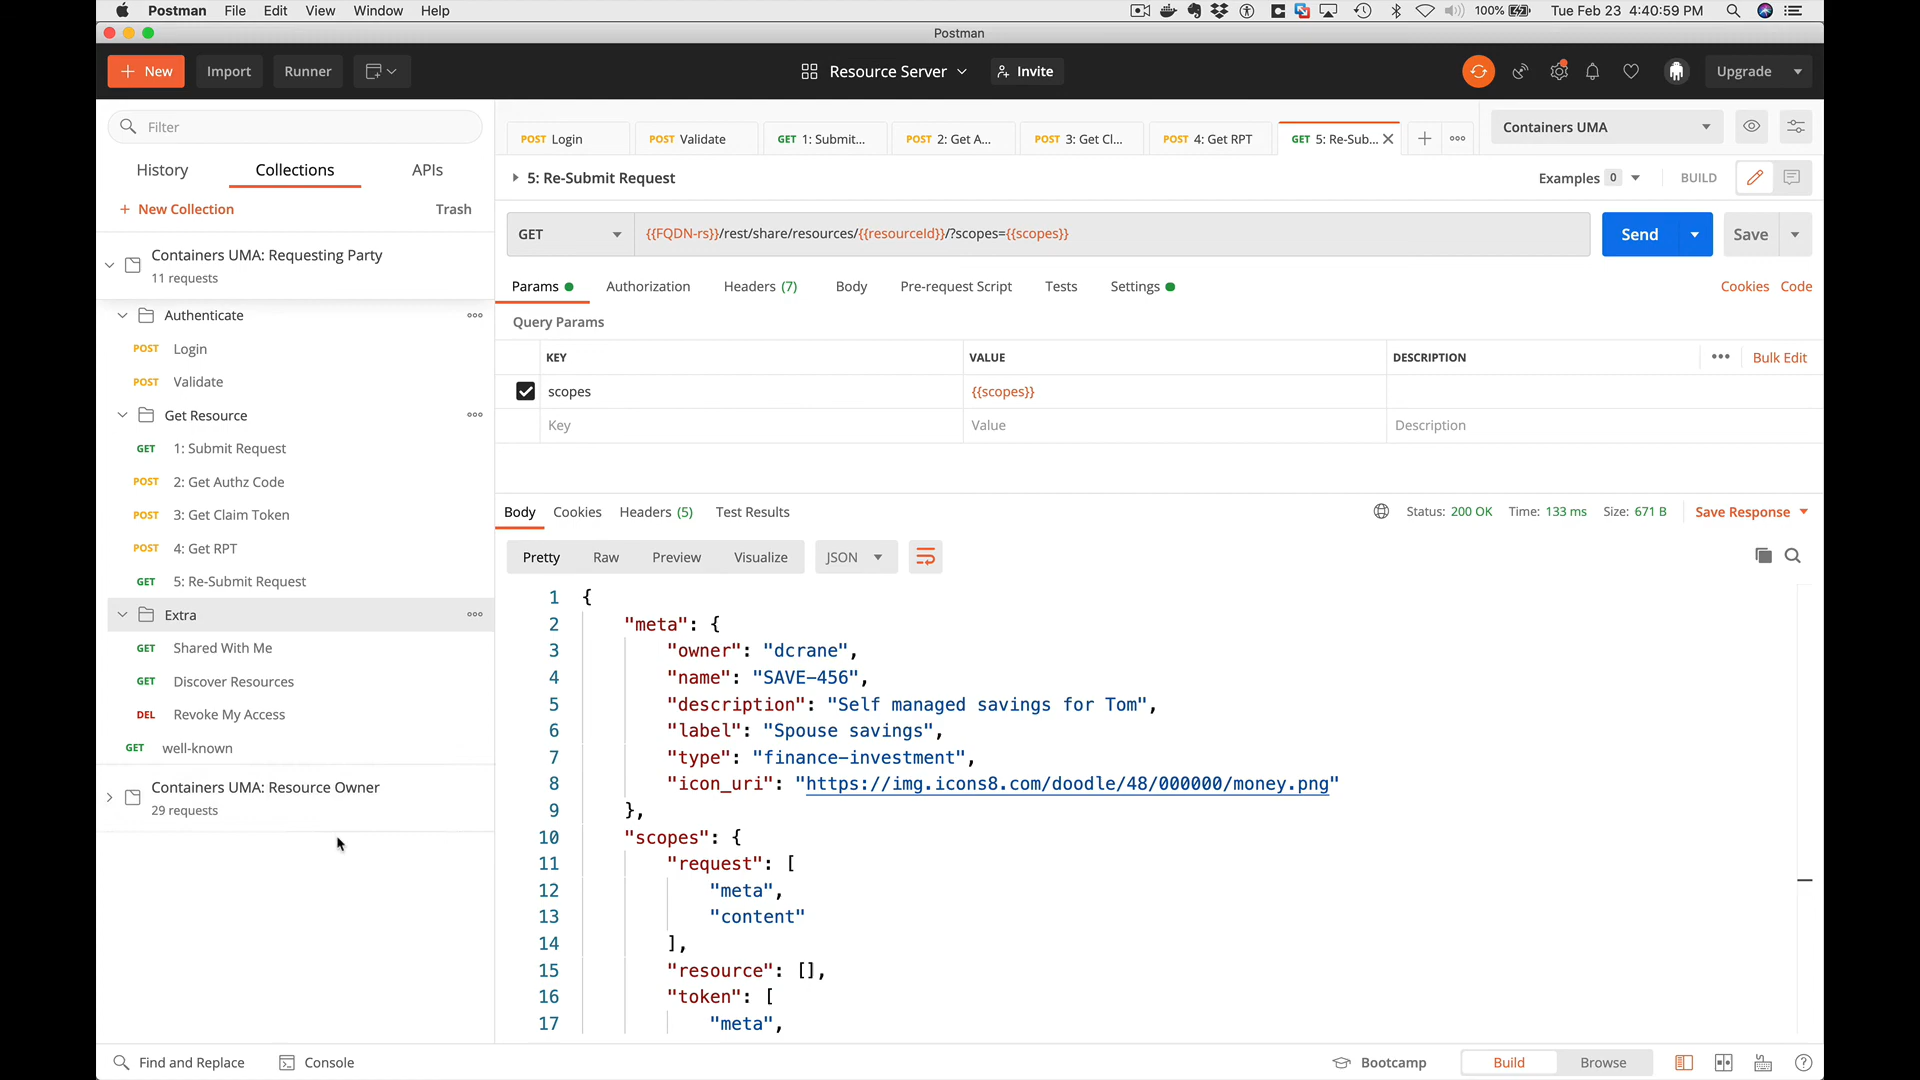 Postman File Edit View Window Help
100% Tue Feb 23 4:40:59 PM
Postman
+ New Import Runner
Resource Server Invite
Upgrade
Filter
History Collections APIs
+ New Collection Trash
Containers UMA: Requesting Party
11 requests
Authenticate
POST Login
POST Validate
Get Resource
GET 1: Submit Request
POST 2: Get Authz Code
POST 3: Get Claim Token
POST 4: Get RPT
GET 5: Re-Submit Request
Extra
GET Shared With Me
GET Discover Resources
DEL Revoke My Access
GET well-known
Containers UMA: Resource Owner
29 requests
POST Login POST Validate GET 1: Submit... POST 2: Get A... POST 3: Get Cl... POST 4: Get RPT GET 5: Re-Sub...
Containers UMA
5: Re-Submit Request
Examples 0 BUILD
GET {{FQDN-rs}}/rest/share/resources/{{resourceId}}/?scopes={{scopes}}
Send Save
Params Authorization Headers (7) Body Pre-request Script Tests Settings
Cookies Code
Query Params
KEY VALUE DESCRIPTION Bulk Edit
scopes {{scopes}}
Key Value Description
Body Cookies Headers (5) Test Results
Status: 200 OK Time: 133 ms Size: 671 B Save Response
Pretty Raw Preview Visualize JSON
1 {
2 "meta": {
3 "owner": "dcrane",
4 "name": "SAVE-456",
5 "description": "Self managed savings for Tom",
6 "label": "Spouse savings",
7 "type": "finance-investment",
8 "icon_uri": "https://img.icons8.com/doodle/48/000000/money.png"
9 },
10 "scopes": {
11 "request": [
12 "meta",
13 "content"
14 ],
15 "resource": [],
16 "token": [
17 "meta",
Find and Replace Console
Bootcamp Build Browse